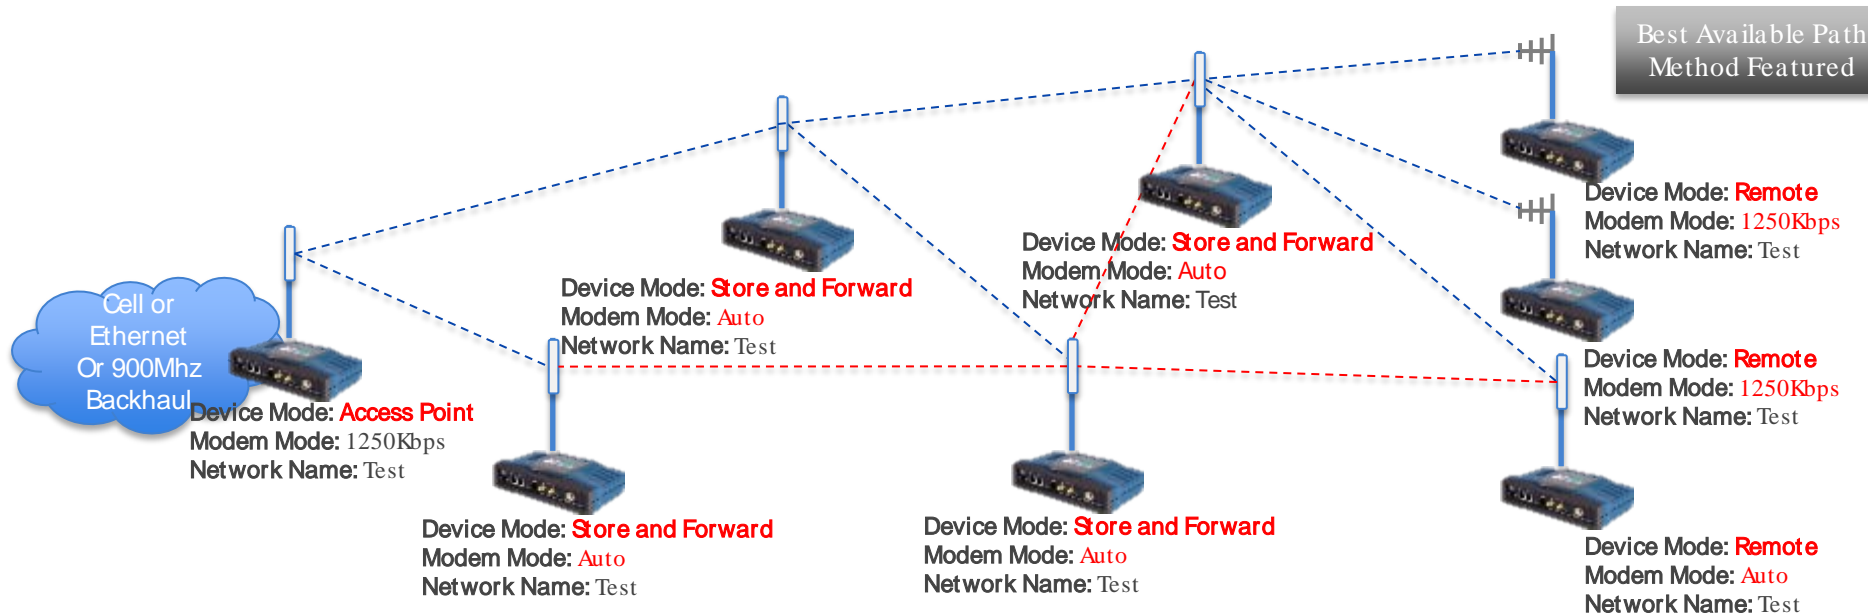 Best Available Path
Method Featured
Device Mode: Remote
Modem Mode: 1250Kbps
Network Name: Test
Device Mode: Store and Forward
Modem Mode: Auto
Network Name: Test
Device Mode: Store and Forward
Modem Mode: Auto
Network Name: Test
Cell or
Ethernet
Or 900Mhz
Backhaul
Device Mode: Access Point
Modem Mode: 1250Kbps
Network Name: Test
Device Mode: Remote
Modem Mode: 1250Kbps
Network Name: Test
Device Mode: Store and Forward
Modem Mode: Auto
Network Name: Test
Device Mode: Store and Forward
Modem Mode: Auto
Network Name: Test
Device Mode: Remote
Modem Mode: Auto
Network Name: Test